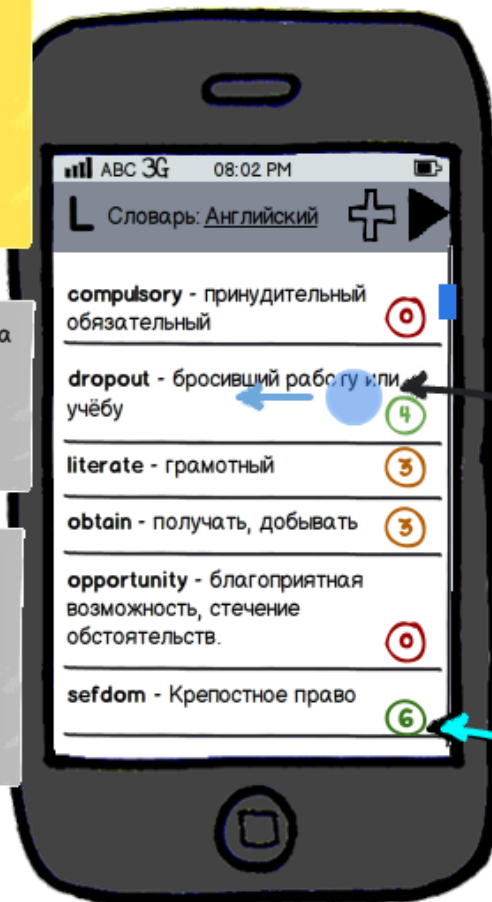 ABC 3G 08:02 PM
L Словарь: Английский
compulsory - принудительный
обязательный
0
а
dropout - бросивший работу или
учёбу
4
literate - грамотный 3
obtain - получать, добывать 3
opportunity - благоприятная
возможность, стечение
обстоятельств.
0
sefdom - Крепостное право
6